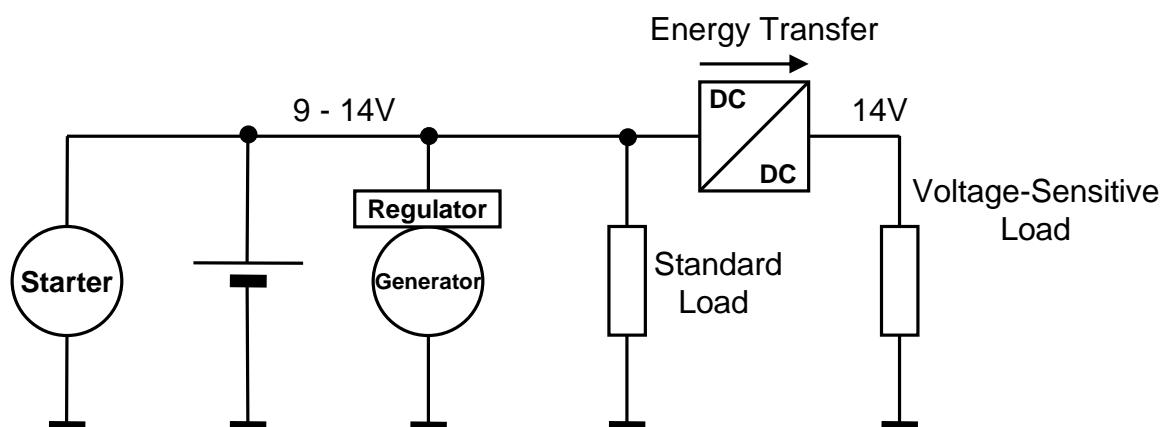 Energy Transfer
DC
9 - 14V
14V
DC
Regulator
Voltage-Sensitive
Load
Starter
Generator
Standard
Load